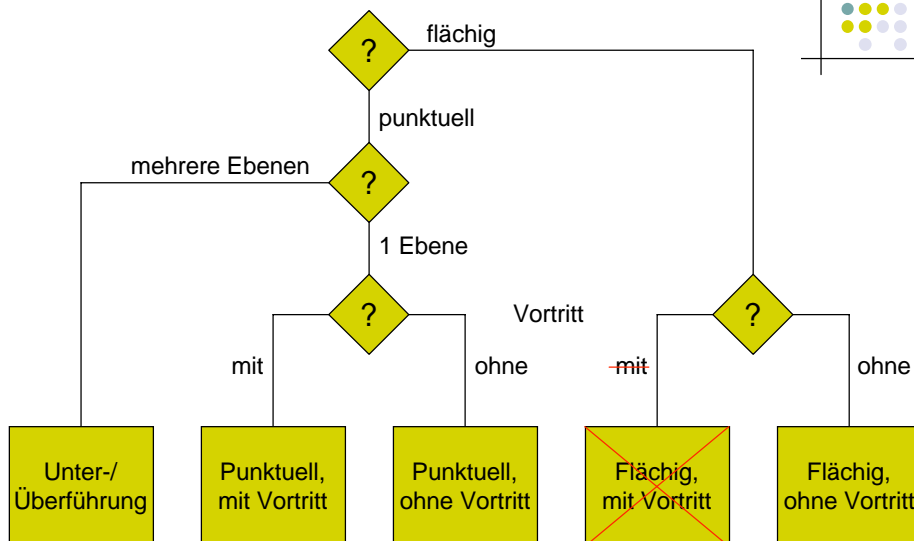 ?
flächig
punktuell
mehrere Ebenen
?
1 Ebene
?
Vortritt
?
mit
ohne
mit
ohne
Unter-/
Überführung
Punktuell,
mit Vortritt
Punktuell,
ohne Vortritt
Flächig,
mit Vortritt
Flächig,
ohne Vortritt